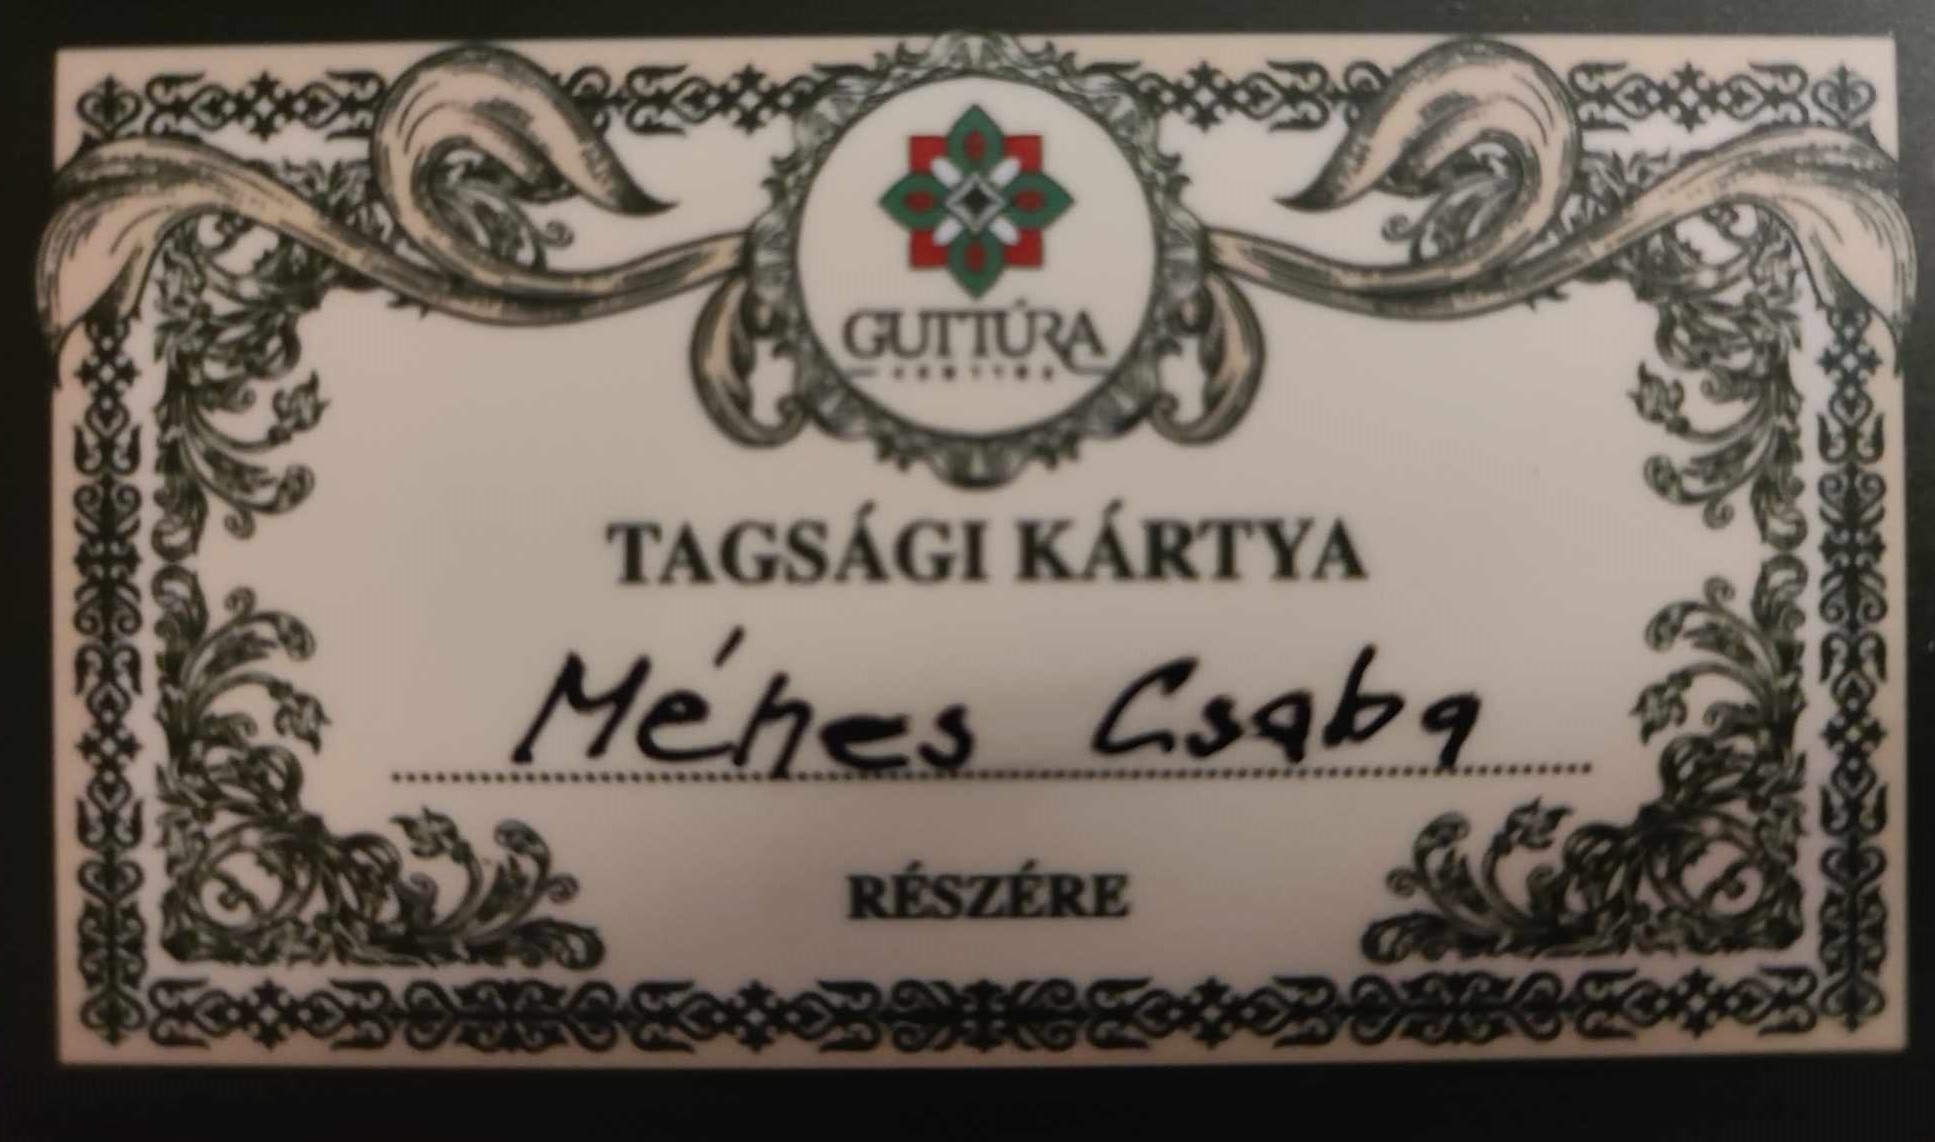 GUTTÚRA
TAGSÁGI KÁRTYA
Méhes Csaba
RÉSZÉRE